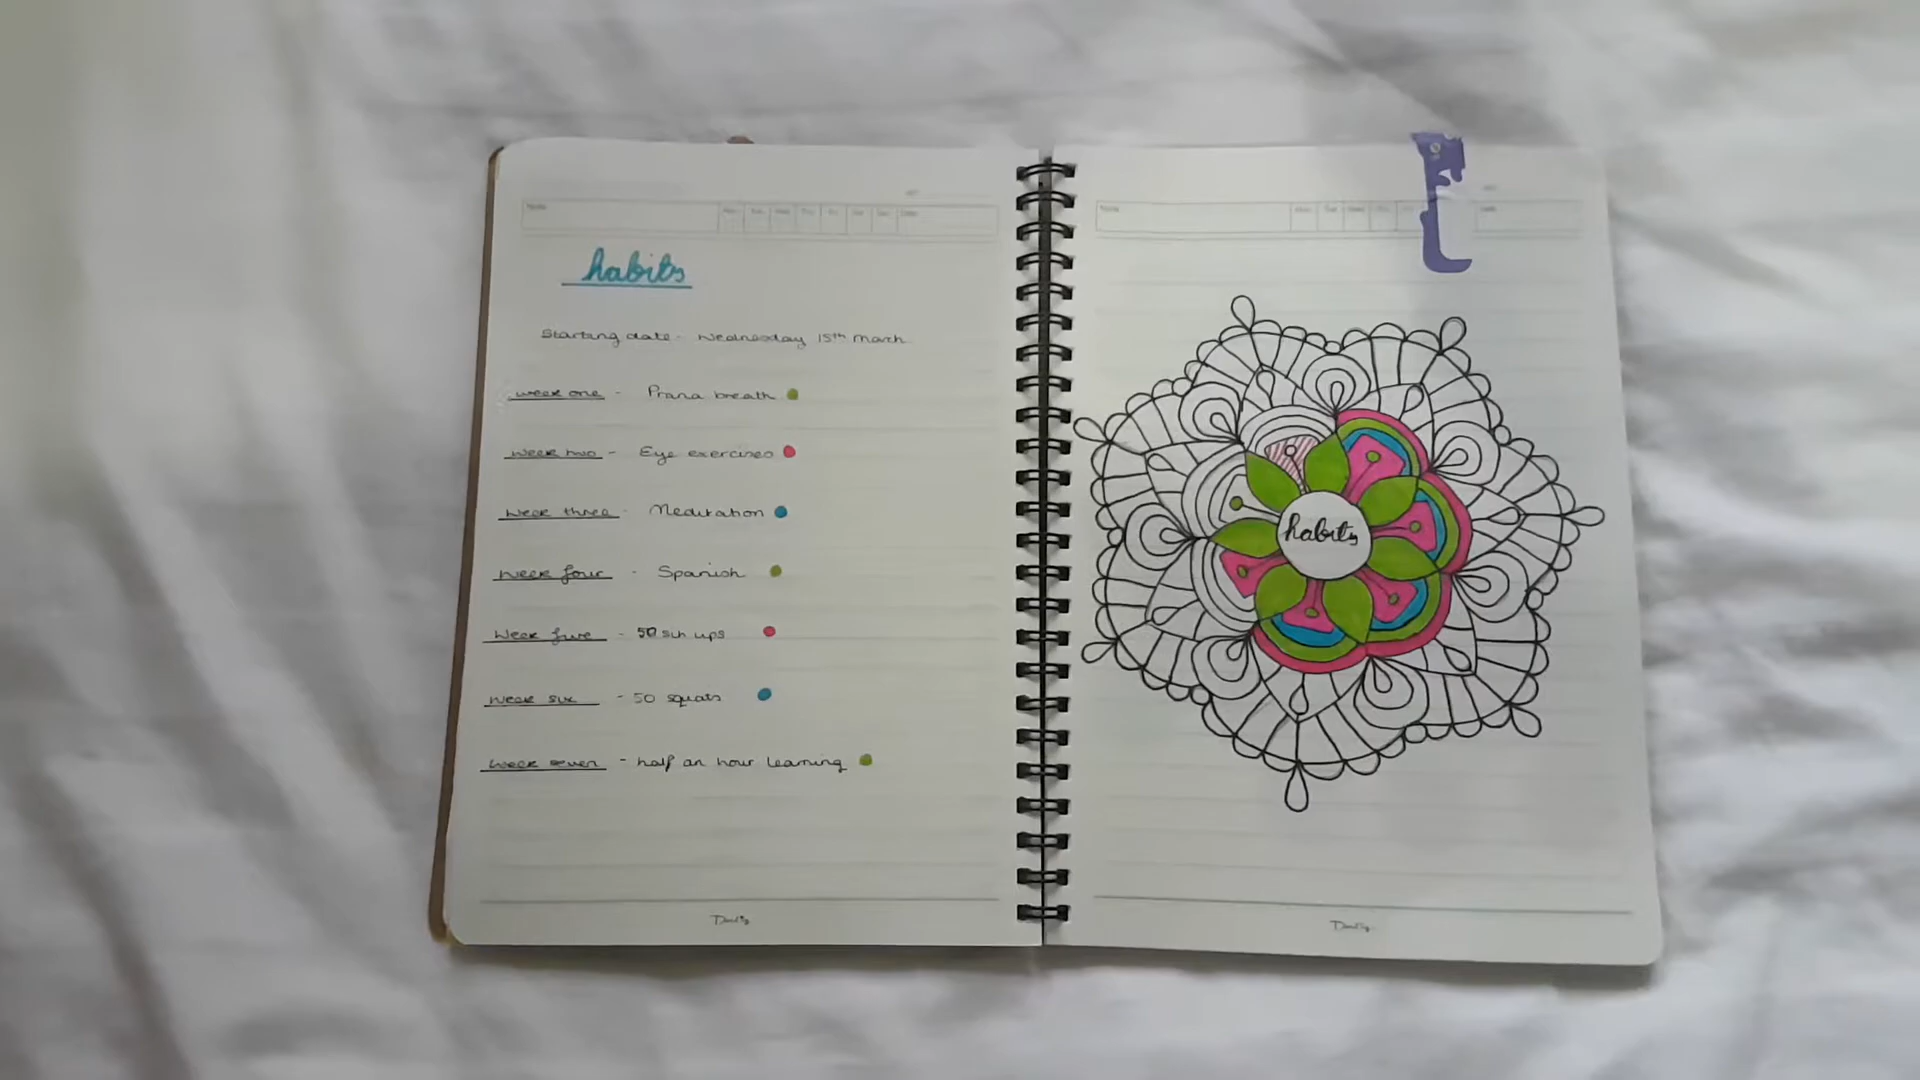 habits
Starting date - Wednesday 15th March
week one - Prana breath
week two - Eye exercises
week three - Meditation
week four - Spanish
Week five - 50 sit ups
week six - 50 squats
week seven - half an hour learning
habits